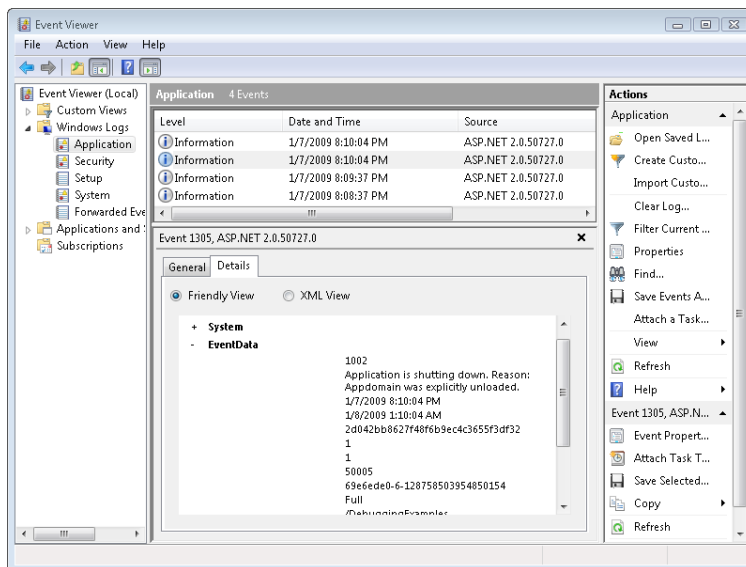 Event Viewer
File Action View Help
Event Viewer (Local)
Custom Views
Windows Logs
Application
Security
Setup
System
Forwarded Eve
Applications and
Subscriptions
Application 4 Events
Level Date and Time Source
Information 1/7/2009 8:10:04 PM ASP.NET 2.0.50727.0
Information 1/7/2009 8:10:04 PM ASP.NET 2.0.50727.0
Information 1/7/2009 8:09:37 PM ASP.NET 2.0.50727.0
Information 1/7/2009 8:08:37 PM ASP.NET 2.0.50727.0
Event 1305, ASP.NET 2.0.50727.0
General Details
Friendly View XML View
+ System
- EventData
1002
Application is shutting down. Reason:
Appdomain was explicitly unloaded.
1/7/2009 8:10:04 PM
1/8/2009 1:10:04 AM
2d042bb8627f48f6b9ec4c3655f3df32
1
1
50005
69e6ede0-6-128758503954850154
Full
/DebuggingExamples
Actions
Application
Open Saved L...
Create Custo...
Import Custo...
Clear Log...
Filter Current ...
Properties
Find...
Save Events A...
Attach a Task...
View
Refresh
Help
Event 1305, ASP.N...
Event Propert...
Attach Task T...
Save Selected...
Copy
Refresh